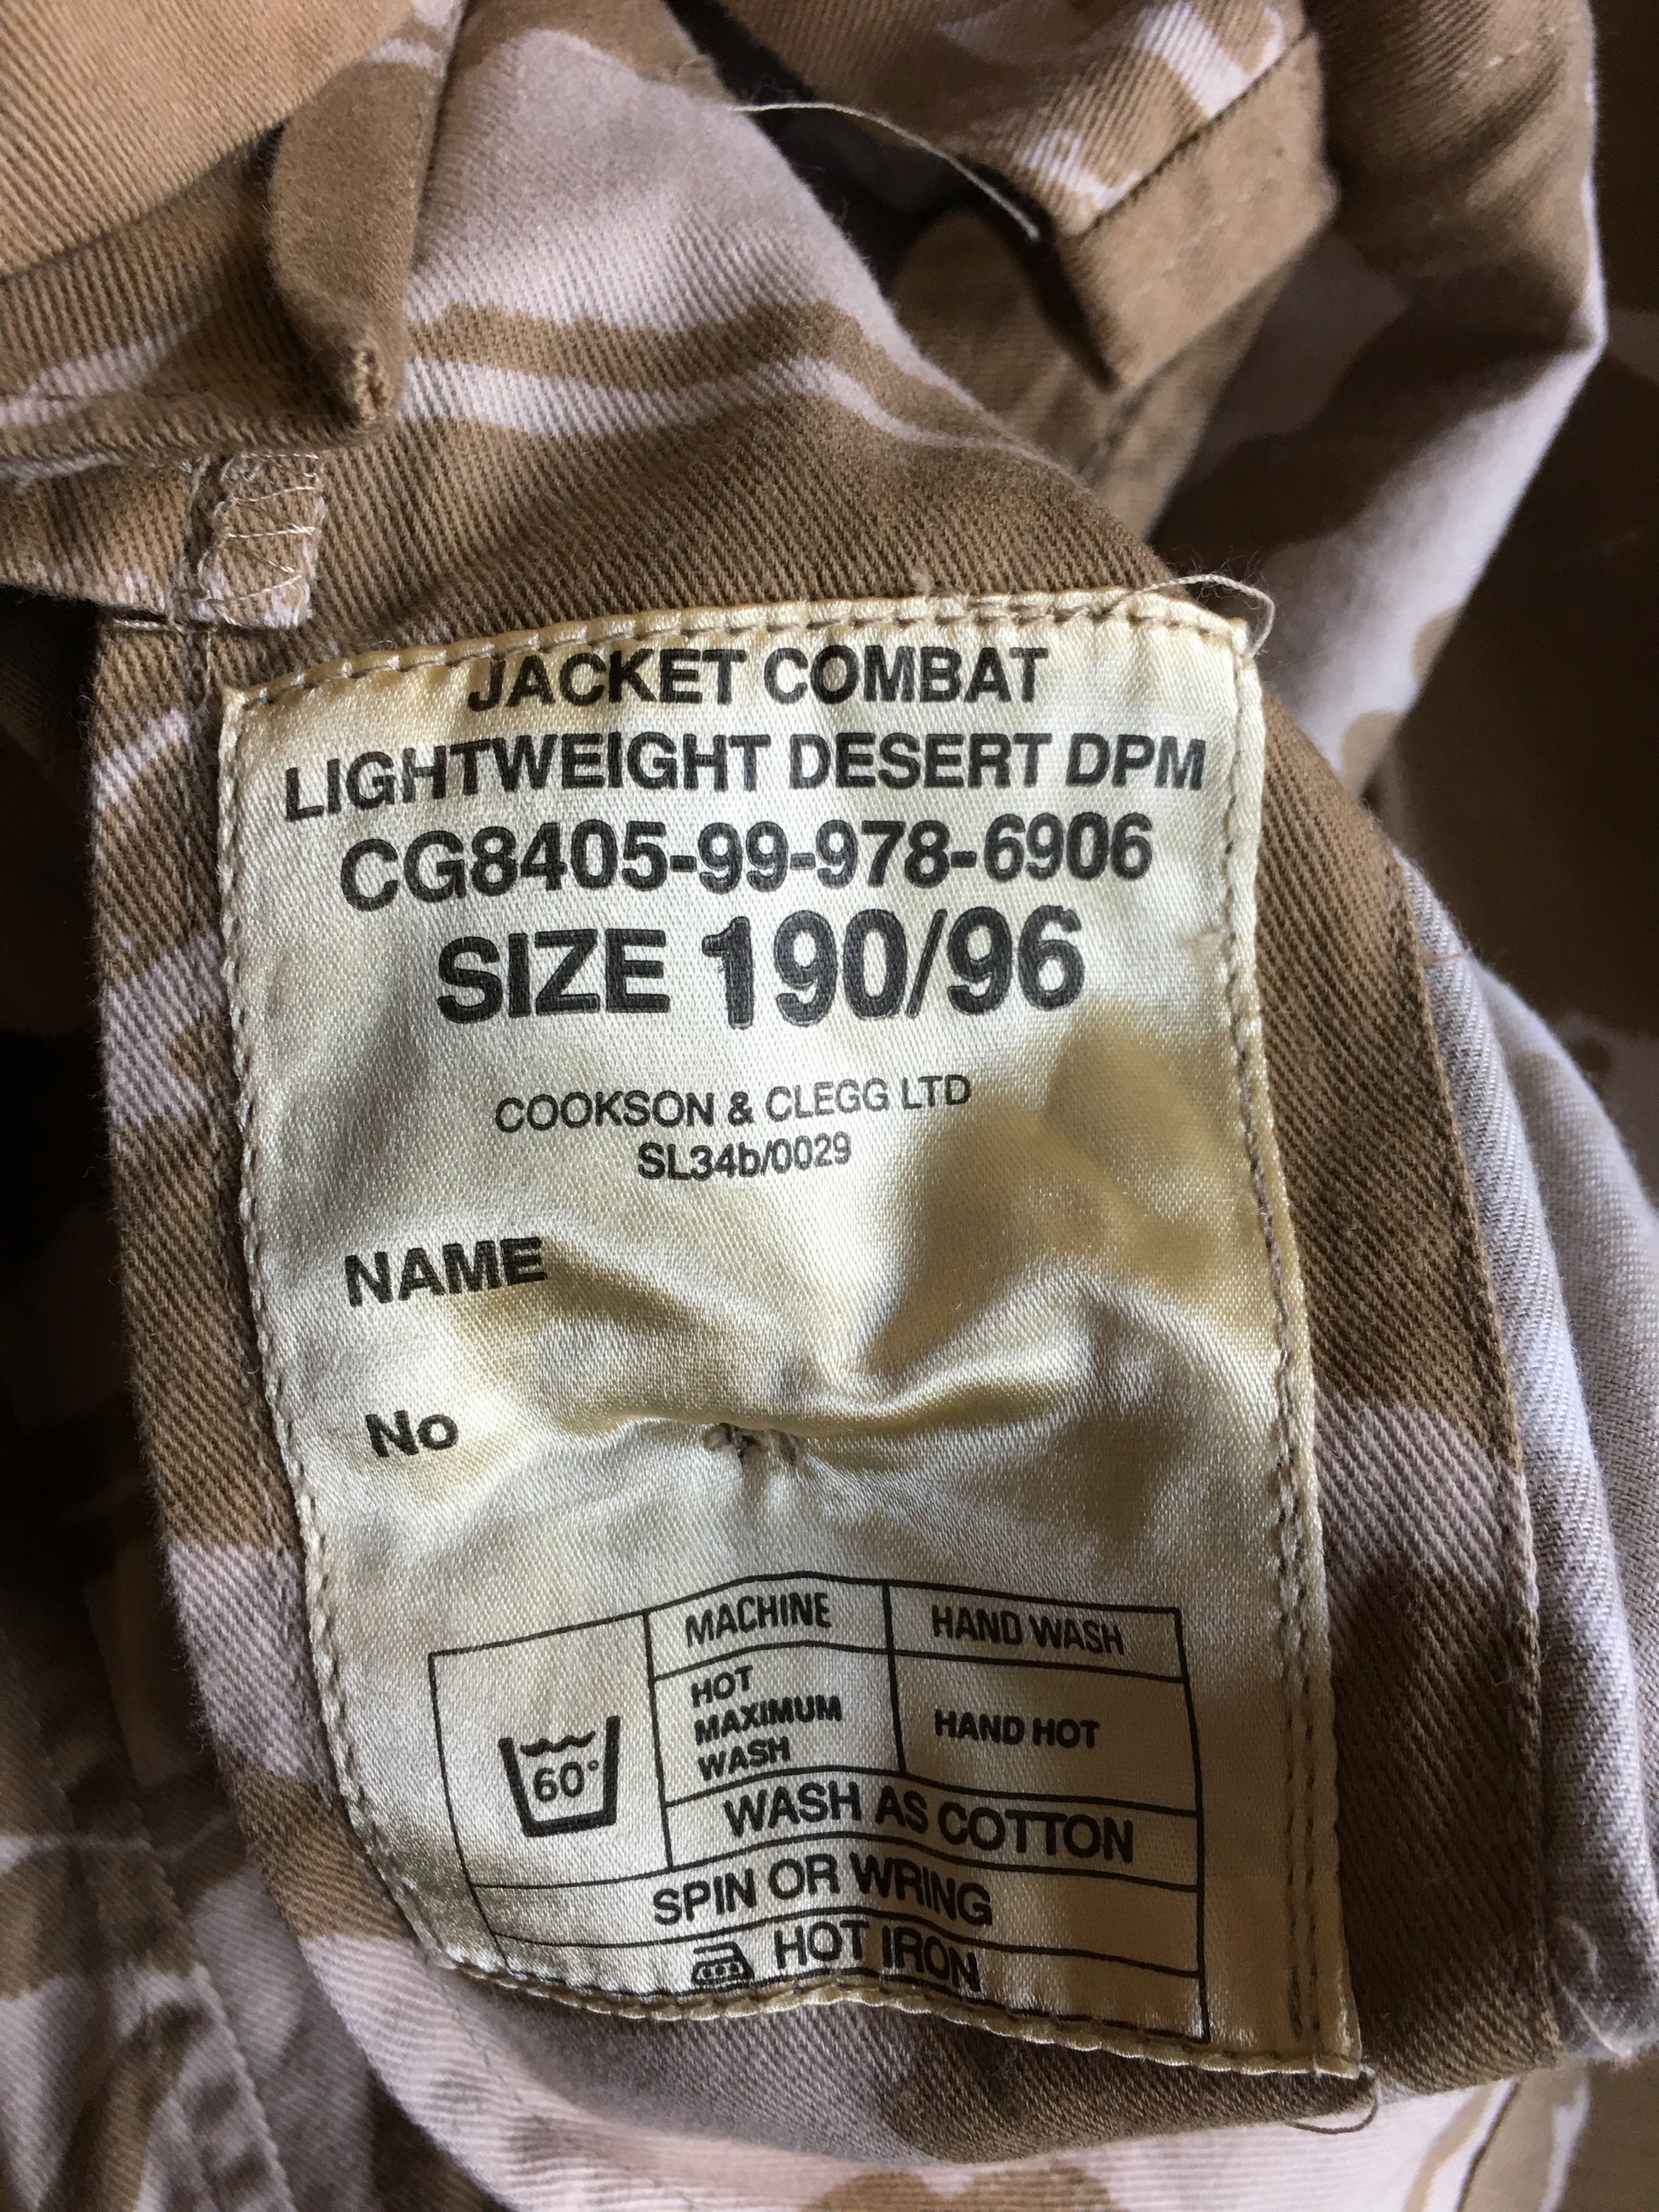 JACKET COMBAT
LIGHTWEIGHT DESERT DPM
CG8405-99-978-6906
SIZE 190/96
COOKSON & CLEGG LTD
SL34b/0029
NAME
No
MACHINE
HAND WASH
60°
HOT
MAXIMUM
WASH
HAND HOT
WASH AS COTTON
SPIN OR WRING
HOT IRON